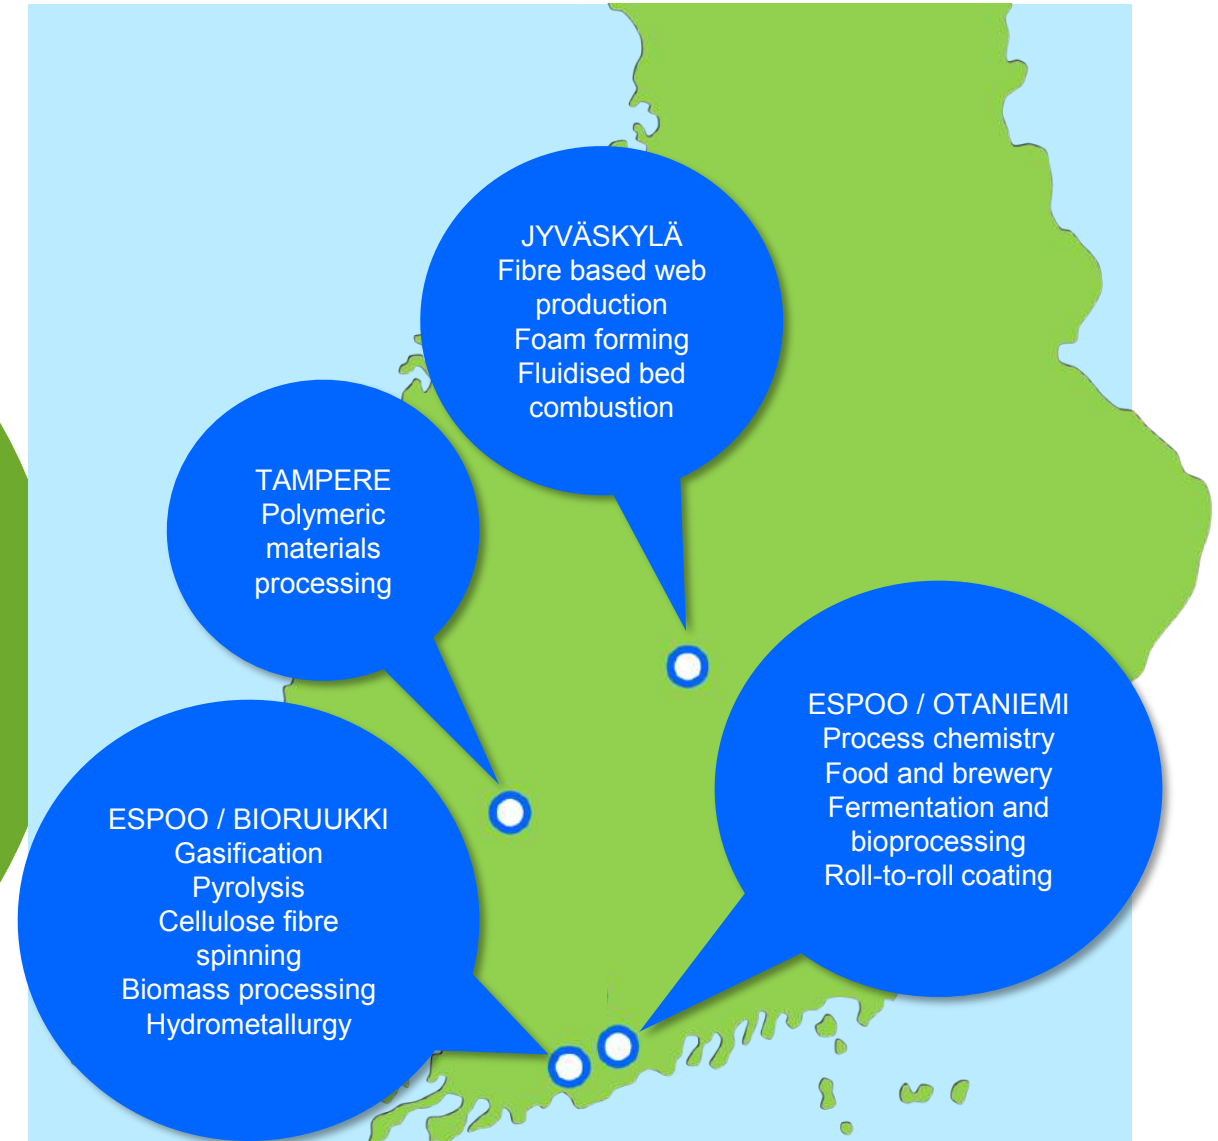 JYVÄSKYLÄ
Fibre based web
production
Foam forming
Fluidised bed
combustion
TAMPERE
Polymeric
materials
processing
ESPOO / OTANIEMI
Process chemistry
Food and brewery
Fermentation and
bioprocessing
Roll-to-roll coating
ESPOO / BIORUUKKI
Gasification
Pyrolysis
Cellulose fibre
spinning
Biomass processing
Hydrometallurgy